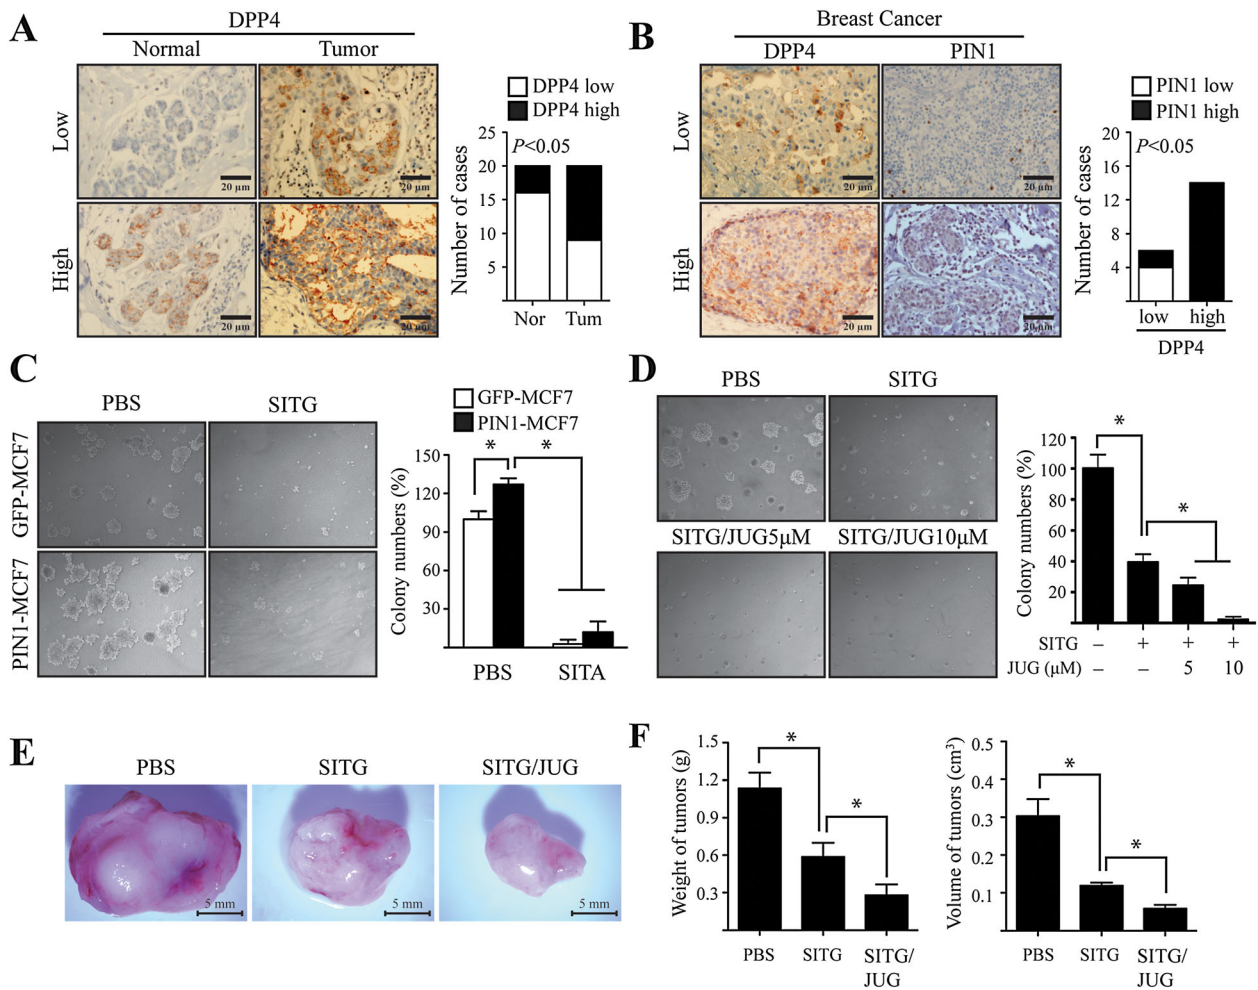 A
DPP4
Normal
Tumor
Low
High
20 µm
20 µm
20 µm
20 µm
DPP4 low
DPP4 high
P<0.05
Number of cases
25
20
15
10
5
Nor
Tum
B
Breast Cancer
DPP4
PIN1
Low
High
20 µm
20 µm
20 µm
20 µm
PIN1 low
PIN1 high
P<0.05
Number of cases
20
16
12
8
4
low
high
DPP4
C
PBS
SITG
GFP-MCF7
PIN1-MCF7
GFP-MCF7
PIN1-MCF7
Colony numbers (%)
150
120
90
60
30
*
*
PBS
SITA
D
PBS
SITG
SITG/JUG5µM
SITG/JUG10µM
Colony numbers (%)
120
100
80
60
40
20
*
*
SITG – + + +
JUG (µM) – – 5 10
E
PBS
SITG
SITG/JUG
5 mm
5 mm
5 mm
F
Weight of tumors (g)
1.5
1.2
0.9
0.6
0.3
*
*
PBS
SITG
SITG/
JUG
Volume of tumors (cm³)
0.5
0.4
0.3
0.2
0.1
*
*
PBS
SITG
SITG/
JUG